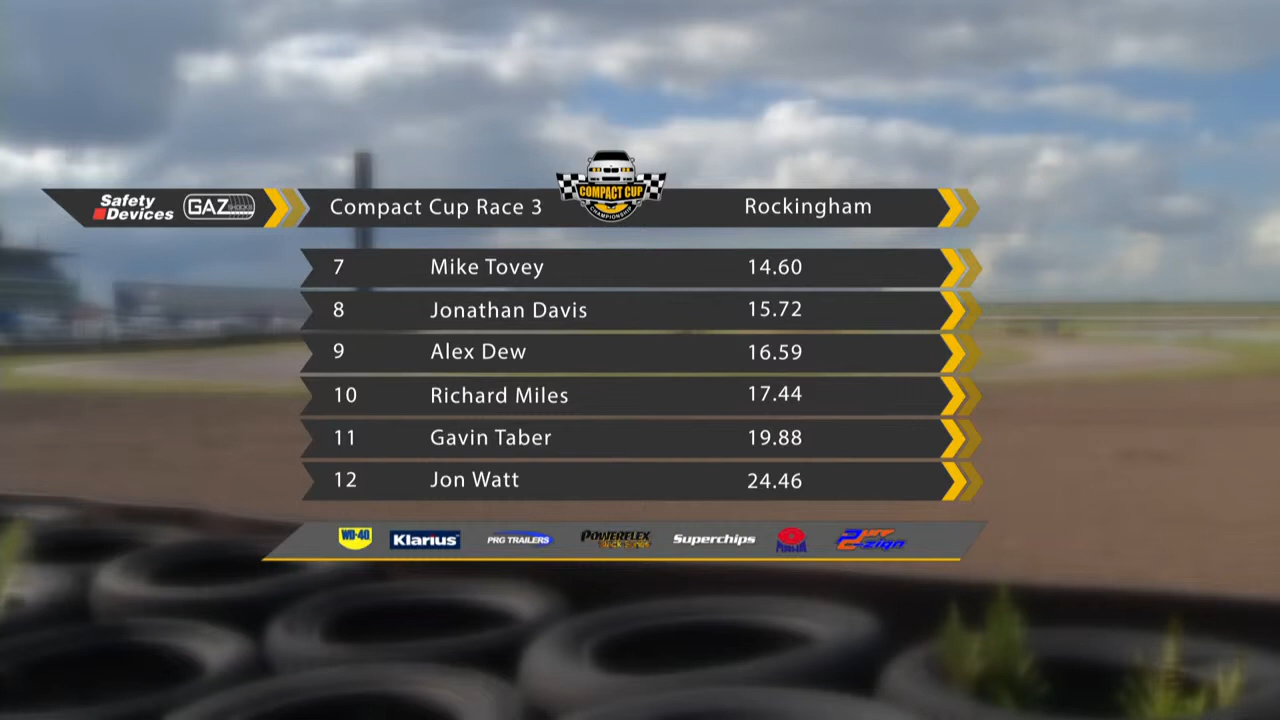 Safety Devices
GAZ SHOCKS
Compact Cup Race 3
COMPACT CUP
CHAMPIONSHIP
Rockingham
7 Mike Tovey 14.60
8 Jonathan Davis 15.72
9 Alex Dew 16.59
10 Richard Miles 17.44
11 Gavin Taber 19.88
12 Jon Watt 24.46
WD-40 Klarius PRG TRAILERS POWERFLEX Superchips